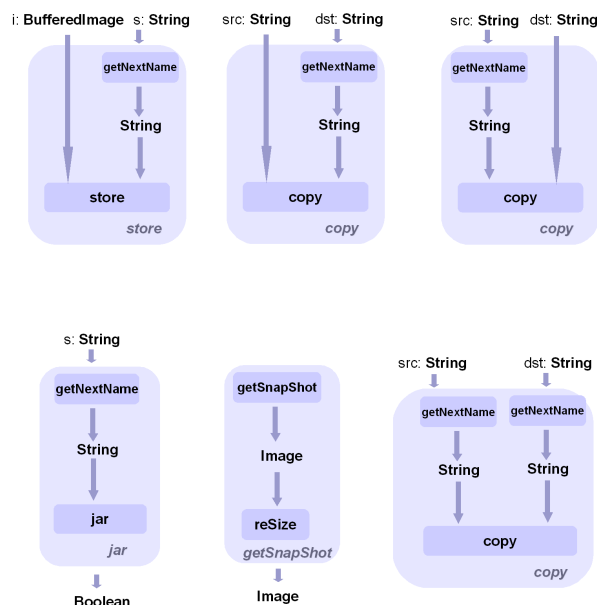 i: BufferedImage s: String
getNextName
String
store
store
src: String dst: String
getNextName
String
copy
copy
src: String dst: String
getNextName
String
copy
copy
s: String
getNextName
String
jar
jar
Boolean
getSnapShot
Image
reSize
getSnapShot
Image
src: String dst: String
getNextName getNextName
String String
copy
copy